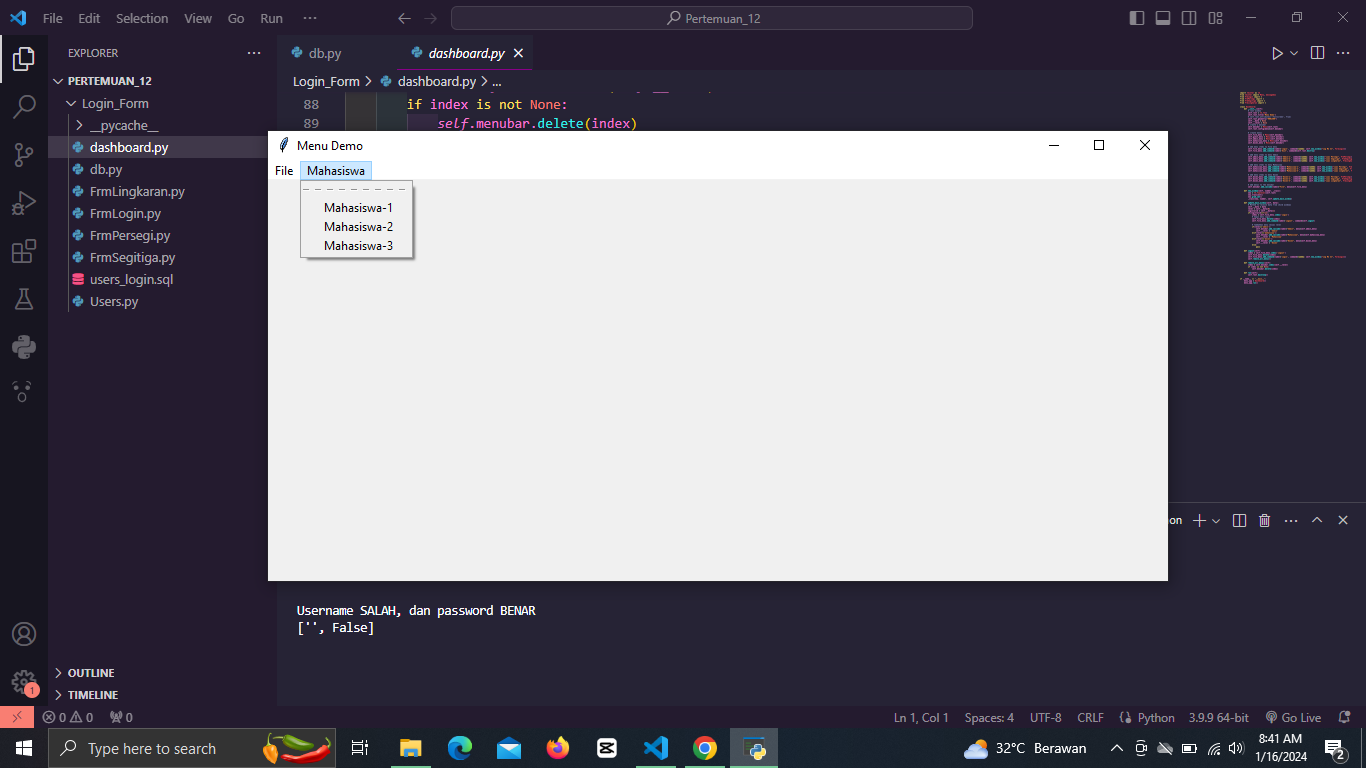 File Edit Selection View Go Run ··· Pertemuan_12
EXPLORER ···
db.py dashboard.py
PERTEMUAN_12
Login_Form > dashboard.py > ...
Login_Form
88 if index is not None:
__pycache__
89 self.menubar.delete(index)
dashboard.py
Menu Demo
db.py
File Mahasiswa
FrmLingkaran.py
Mahasiswa-1
FrmLogin.py
Mahasiswa-2
FrmPersegi.py
Mahasiswa-3
FrmSegitiga.py
users_login.sql
Users.py
on
Username SALAH, dan password BENAR
['', False]
1
OUTLINE
TIMELINE
0 0 0 Ln 1, Col 1 Spaces: 4 UTF-8 CRLF Python 3.9.9 64-bit Go Live
Type here to search 32°C Berawan 8:41 AM
1/16/2024 2